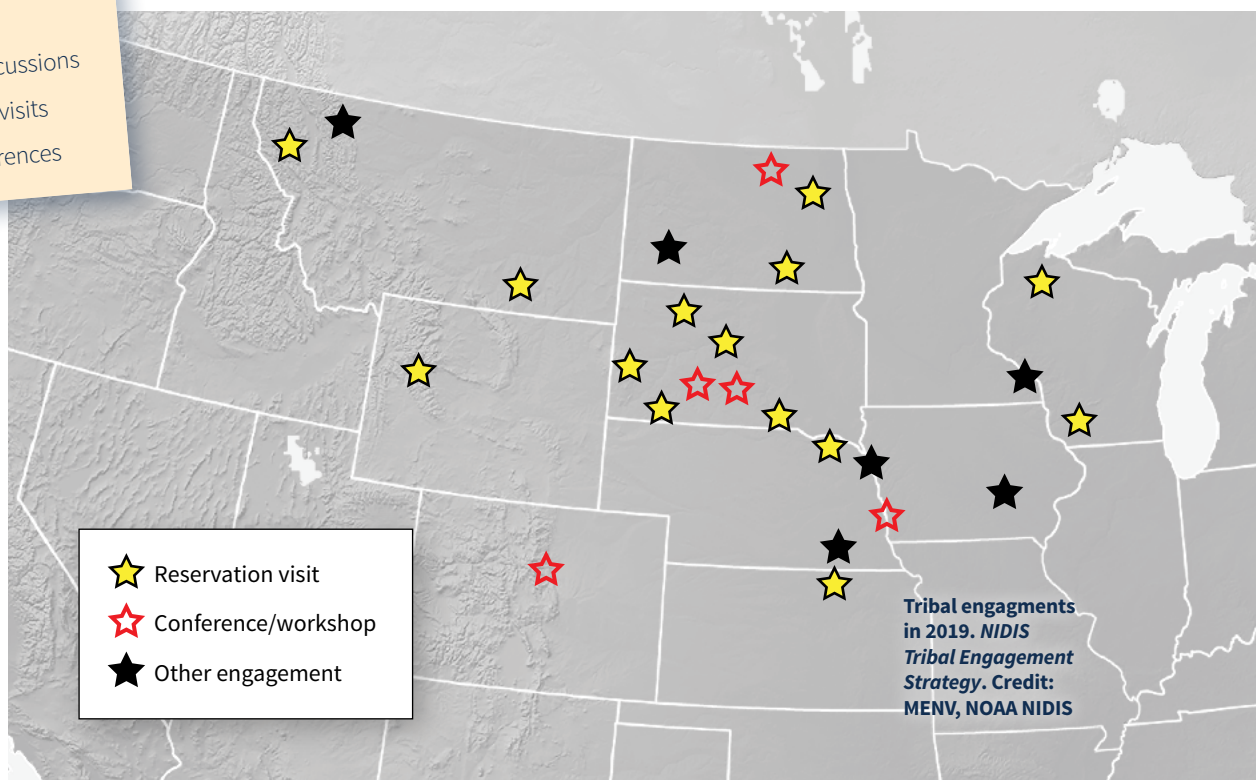 visits
Reservation visit
Conference/workshop
Other engagement
Tribal engagments
in 2019. NIDIS
Tribal Engagement
Strategy. Credit:
MENV, NOAA NIDIS